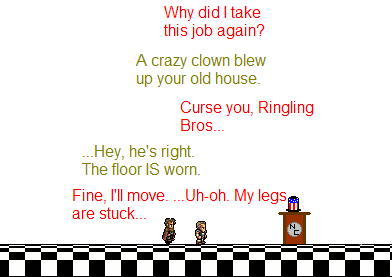 Why did I take
this job again?
A crazy clown blew
up your old house.
Curse you, Ringling
Bros...
...Hey, he's right.
The floor IS worn.
Fine, I'll move. ...Uh-oh. My legs
are stuck...